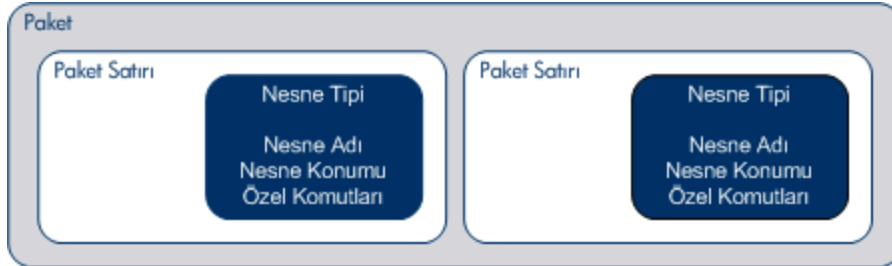 Paket
Paket Satırı
Nesne Tipi
Nesne Adı
Nesne Konumu
Özel Komutları
Paket Satırı
Nesne Tipi
Nesne Adı
Nesne Konumu
Özel Komutları